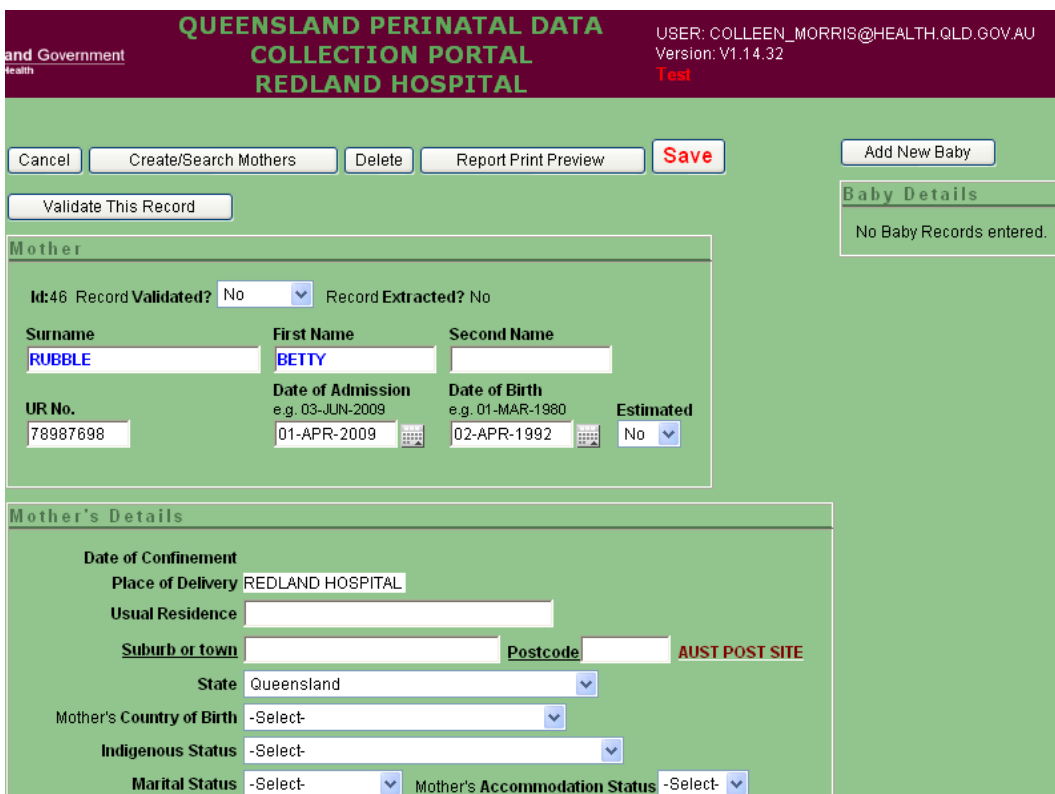 QUEENSLAND PERINATAL DATA
COLLECTION PORTAL
REDLAND HOSPITAL
and Government
Health
USER: COLLEEN_MORRIS@HEALTH.QLD.GOV.AU
Version: V1.14.32
Test
Cancel Create/Search Mothers Delete Report Print Preview Save Add New Baby
Validate This Record
Baby Details
No Baby Records entered.
Mother
Id:46 Record Validated? No Record Extracted? No
Surname First Name Second Name
RUBBLE BETTY
Date of Admission Date of Birth
UR No. e.g. 03-JUN-2009 e.g. 01-MAR-1980 Estimated
78987698 01-APR-2009 02-APR-1992 No
Mother's Details
Date of Confinement
Place of Delivery REDLAND HOSPITAL
Usual Residence
Suburb or town Postcode AUST POST SITE
State Queensland
Mother's Country of Birth -Select-
Indigenous Status -Select-
Marital Status -Select- Mother's Accommodation Status -Select-